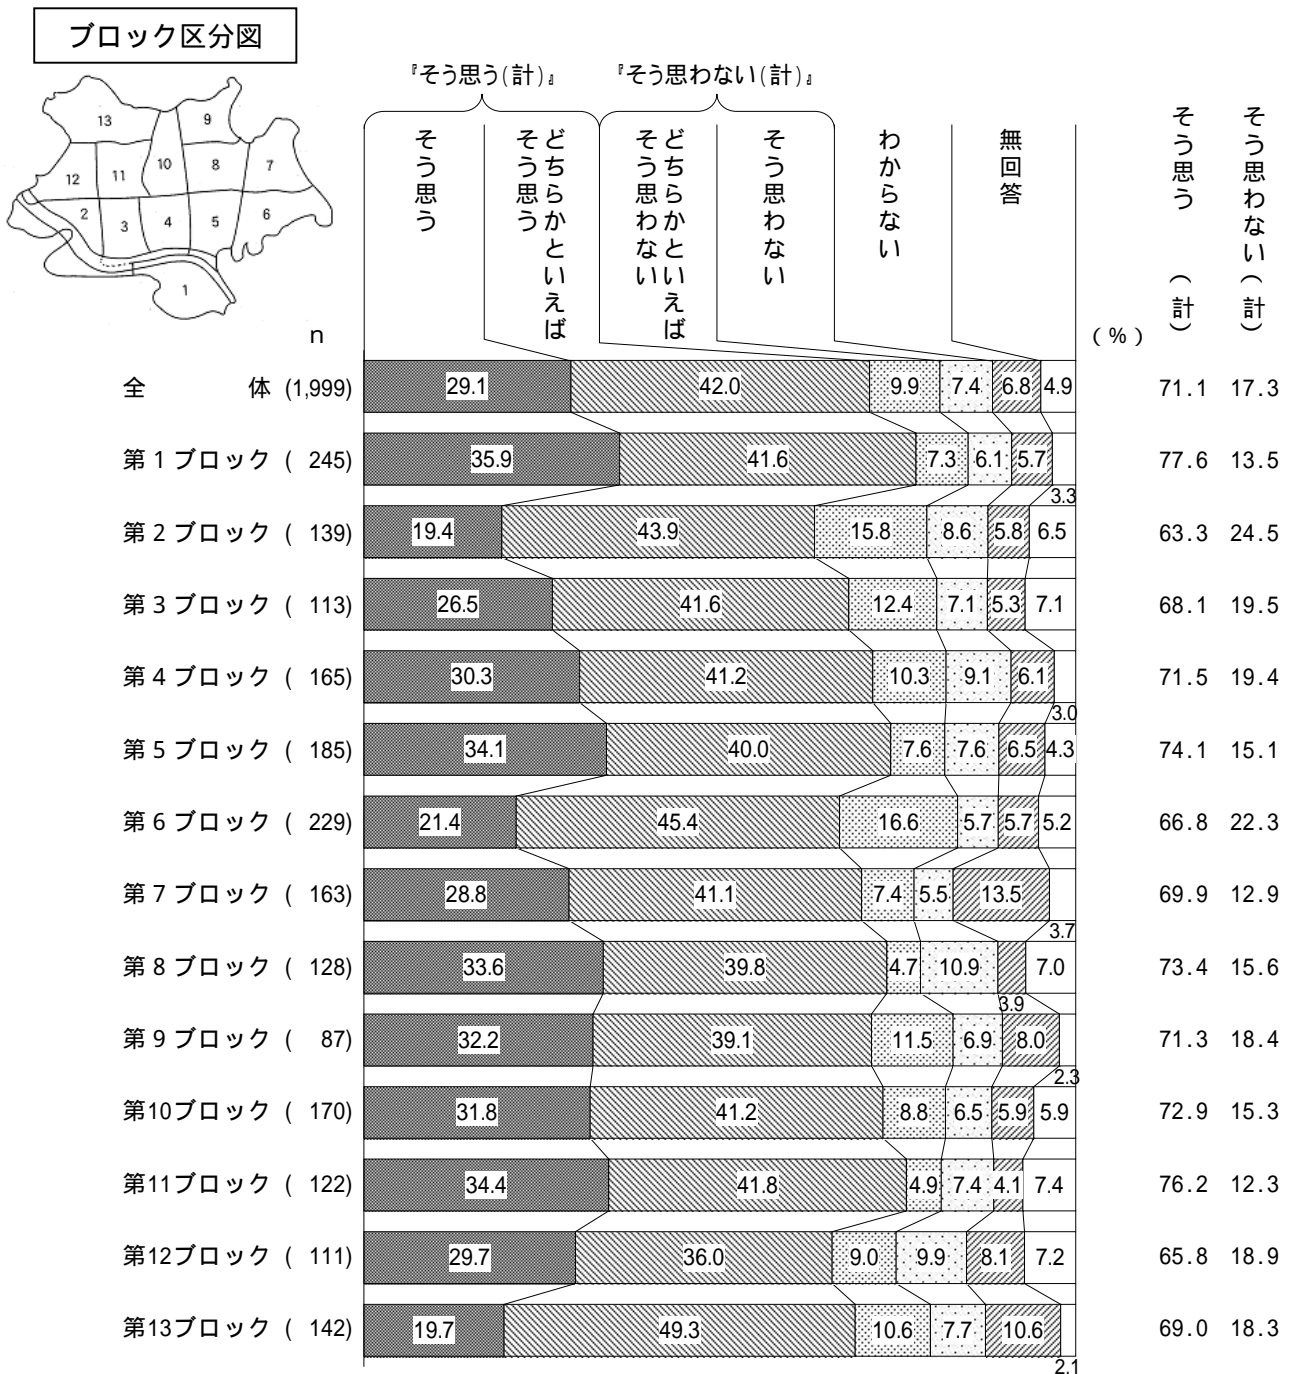 ブロック区分図
13
9
10
8
7
12
11
2
3
4
5
6
1
『そう思う(計)』
『そう思わない(計)』
そう思う
どちらかといえば
そう思う
どちらかといえば
そう思わない
そう思わない
わからない
無回答
そう思う(計)
そう思わない(計)
n
(%)
全体 (1,999) 29.1 42.0 9.9 7.4 6.8 4.9 71.1 17.3
第1ブロック ( 245) 35.9 41.6 7.3 6.1 5.7 3.3 77.6 13.5
第2ブロック ( 139) 19.4 43.9 15.8 8.6 5.8 6.5 63.3 24.5
第3ブロック ( 113) 26.5 41.6 12.4 7.1 5.3 7.1 68.1 19.5
第4ブロック ( 165) 30.3 41.2 10.3 9.1 6.1 3.0 71.5 19.4
第5ブロック ( 185) 34.1 40.0 7.6 7.6 6.5 4.3 74.1 15.1
第6ブロック ( 229) 21.4 45.4 16.6 5.7 5.7 5.2 66.8 22.3
第7ブロック ( 163) 28.8 41.1 7.4 5.5 13.5 3.7 69.9 12.9
第8ブロック ( 128) 33.6 39.8 4.7 10.9 3.9 7.0 73.4 15.6
第9ブロック ( 87) 32.2 39.1 11.5 6.9 8.0 2.3 71.3 18.4
第10ブロック ( 170) 31.8 41.2 8.8 6.5 5.9 5.9 72.9 15.3
第11ブロック ( 122) 34.4 41.8 4.9 7.4 4.1 7.4 76.2 12.3
第12ブロック ( 111) 29.7 36.0 9.0 9.9 8.1 7.2 65.8 18.9
第13ブロック ( 142) 19.7 49.3 10.6 7.7 10.6 2.1 69.0 18.3